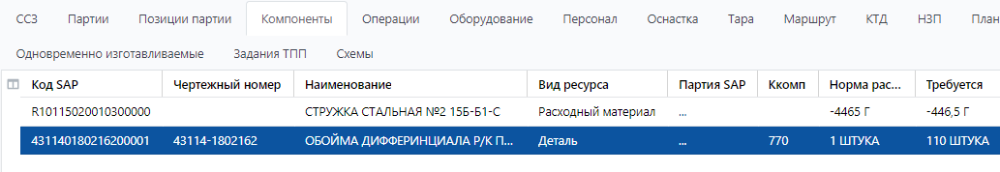 ССЗ Партии Позиции партии Компоненты Операции Оборудование Персонал Оснастка Тара Маршрут КТД НЗП План
Одновременно изготавливаемые Задания ТПП Схемы
Код SAP Чертежный номер Наименование Вид ресурса Партия SAP Ккомп Норма рас... Требуется
R10115020010300000 СТРУЖКА СТАЛЬНАЯ №2 15Б-Б1-С Расходный материал ... -4465 Г -446,5 Г
431140180216200001 43114-1802162 ОБОЙМА ДИФФЕРИНЦИАЛА Р/К П... Деталь ... 770 1 ШТУКА 110 ШТУКА